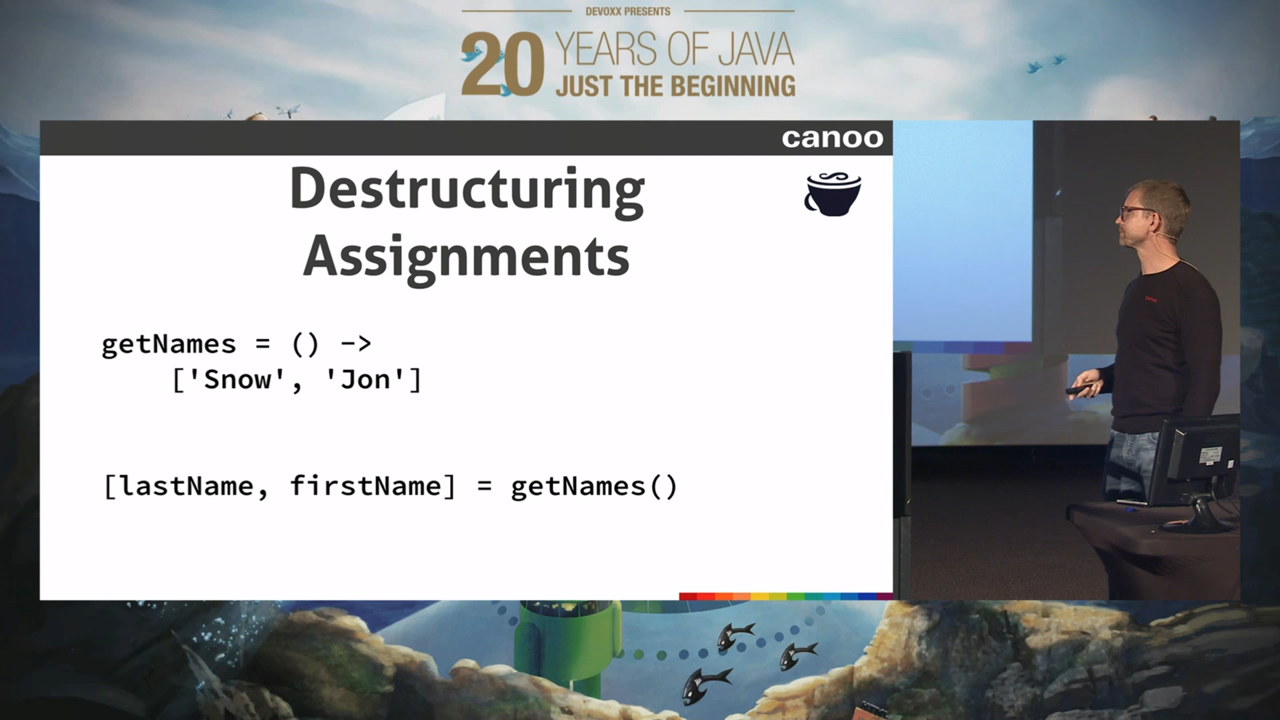 DEVOXX PRESENTS
20 YEARS OF JAVA
JUST THE BEGINNING
canoo
Destructuring
Assignments
getNames = () ->
['Snow', 'Jon']
[lastName, firstName] = getNames()